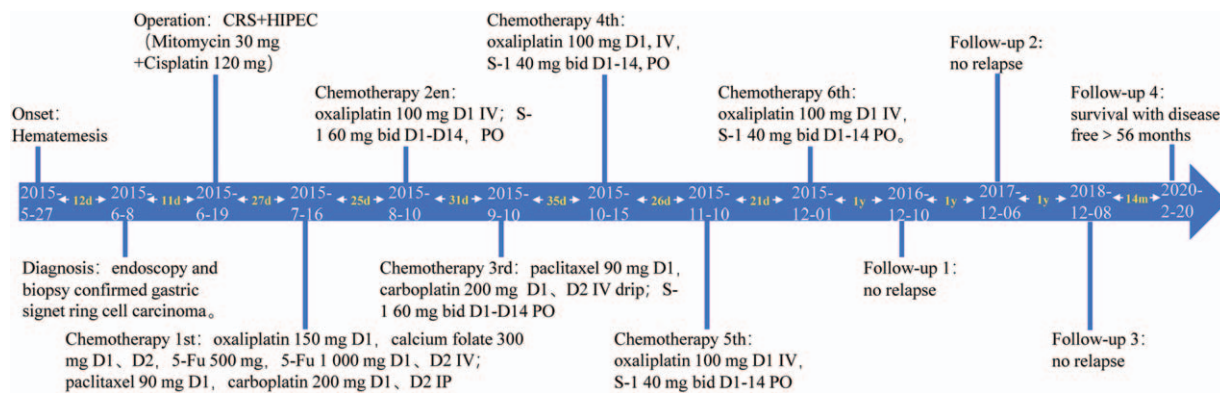 Operation: CRS+HIPEC
（Mitomycin 30 mg
+Cisplatin 120 mg）
Chemotherapy 4th:
oxaliplatin 100 mg D1, IV,
S-1 40 mg bid D1-14, PO
Follow-up 2:
no relapse
Onset:
Hematemesis
Chemotherapy 2en:
oxaliplatin 100 mg D1 IV； S-
1 60 mg bid D1-D14， PO
Chemotherapy 6th:
oxaliplatin 100 mg D1 IV,
S-1 40 mg bid D1-14 PO。
Follow-up 4:
survival with disease
free > 56 months
2015-
5-27
12d
2015-
6-8
11d
2015-
6-19
27d
2015-
7-16
25d
2015-
8-10
31d
2015-
9-10
35d
2015-
10-15
26d
2015-
11-10
21d
2015-
12-01
1y
2016-
12-10
1y
2017-
12-06
1y
2018-
12-08
14m
2020-
2-20
Diagnosis: endoscopy and
biopsy confirmed gastric
signet ring cell carcinoma。
Chemotherapy 1st: oxaliplatin 150 mg D1, calcium folate 300
mg D1、D2, 5-Fu 500 mg, 5-Fu 1 000 mg D1、D2 IV；
paclitaxel 90 mg D1, carboplatin 200 mg D1、D2 IP
Chemotherapy 3rd: paclitaxel 90 mg D1,
carboplatin 200 mg D1、D2 IV drip； S-
1 60 mg bid D1-D14 PO
Chemotherapy 5th:
oxaliplatin 100 mg D1 IV,
S-1 40 mg bid D1-14 PO
Follow-up 1:
no relapse
Follow-up 3:
no relapse